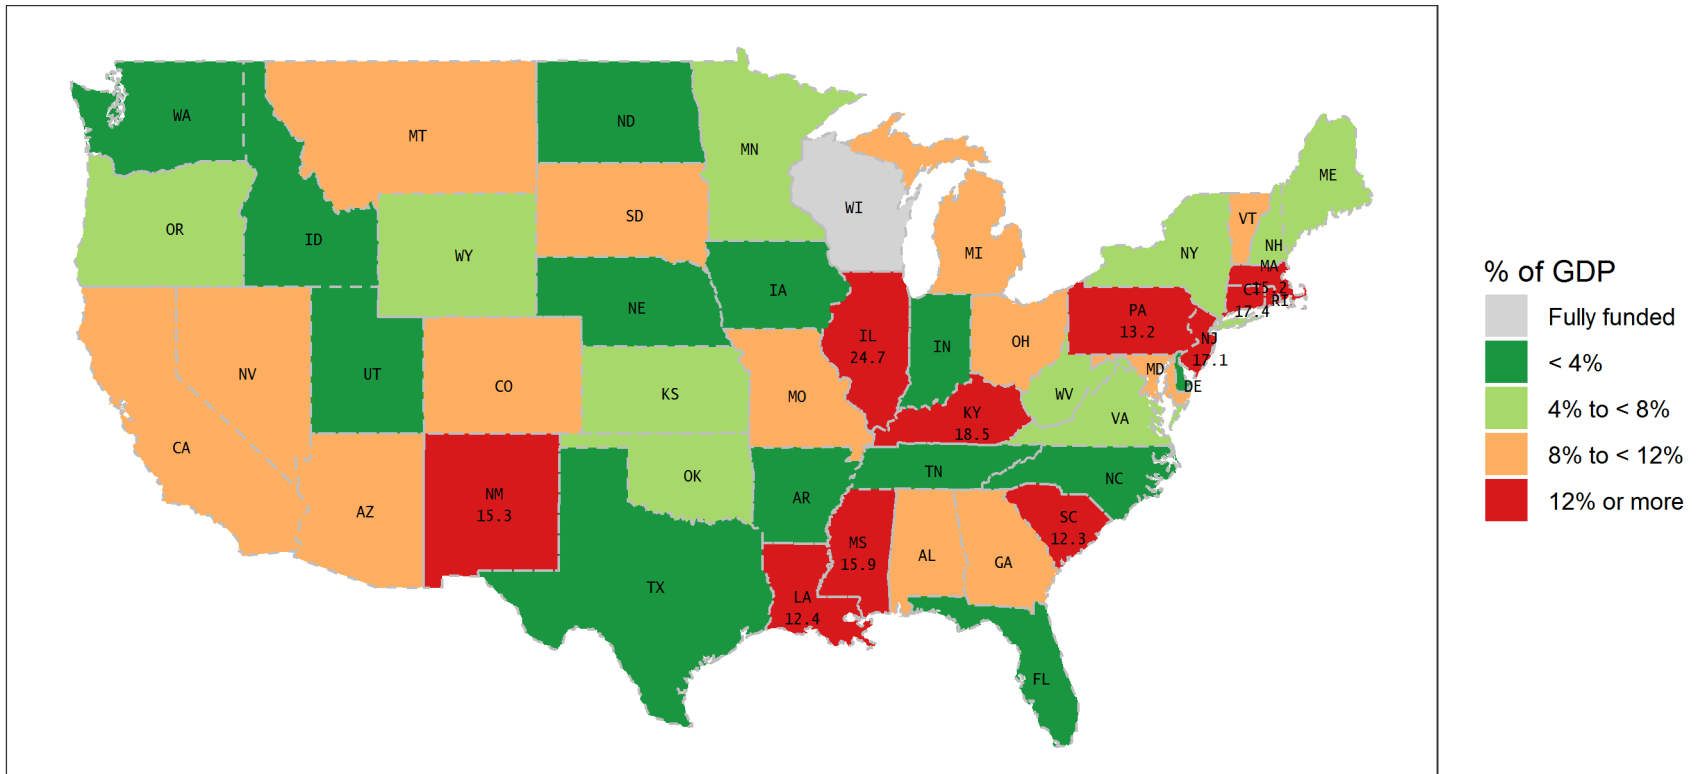 WA
MT
ND
MN
ME
OR
ID
WY
SD
WI
MI
VT
NH
NY
MA
15.2
CT
17.4
RI
NV
UT
CO
NE
IA
KS
MO
IL
24.7
IN
OH
PA
13.2
NJ
17.1
MD
DE
WV
VA
KY
18.5
CA
AZ
NM
15.3
OK
AR
TN
NC
SC
12.3
MS
15.9
AL
GA
TX
LA
12.4
FL
% of GDP
Fully funded
< 4%
4% to < 8%
8% to < 12%
12% or more